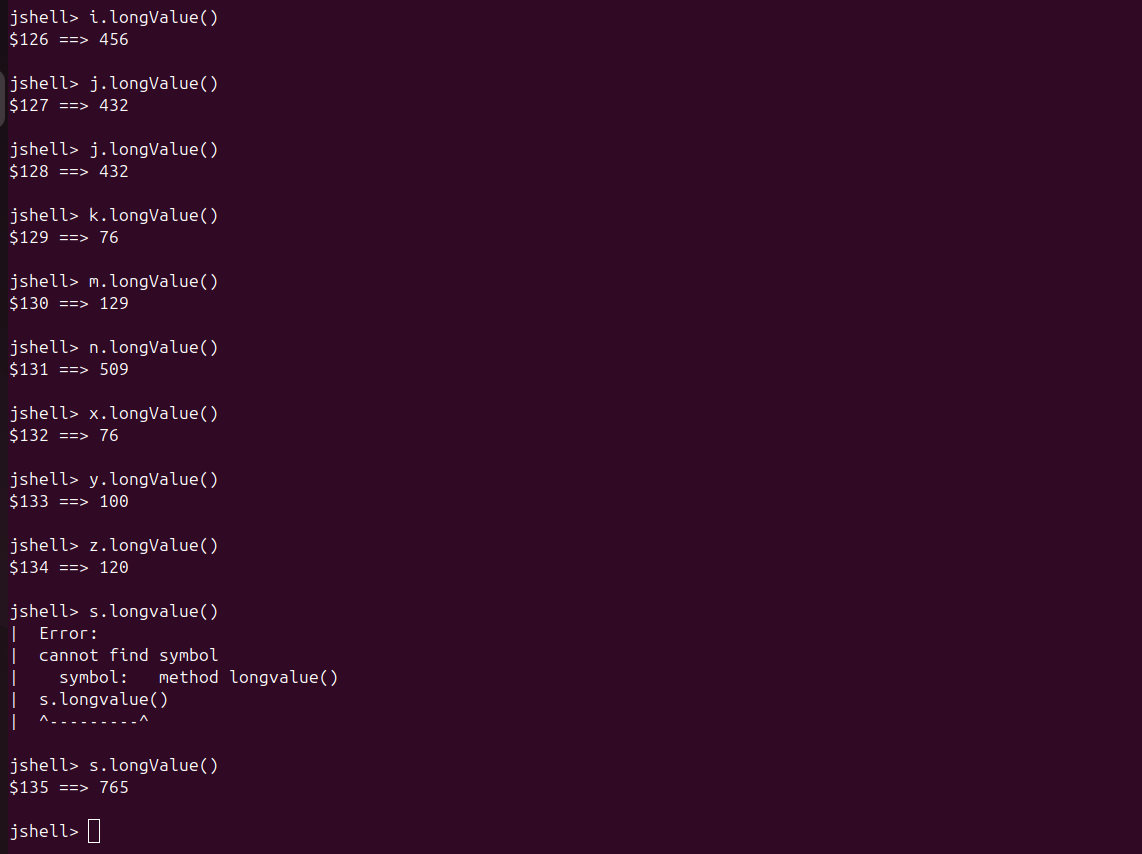 jshell> i.longValue()
$126 ==> 456
jshell> j.longValue()
$127 ==> 432
jshell> j.longValue()
$128 ==> 432
jshell> k.longValue()
$129 ==> 76
jshell> m.longValue()
$130 ==> 129
jshell> n.longValue()
$131 ==> 509
jshell> x.longValue()
$132 ==> 76
jshell> y.longValue()
$133 ==> 100
jshell> z.longValue()
$134 ==> 120
jshell> s.longvalue()
|  Error:
|  cannot find symbol
|    symbol:   method longvalue()
|  s.longvalue()
|  ^---------^
jshell> s.longValue()
$135 ==> 765
jshell>